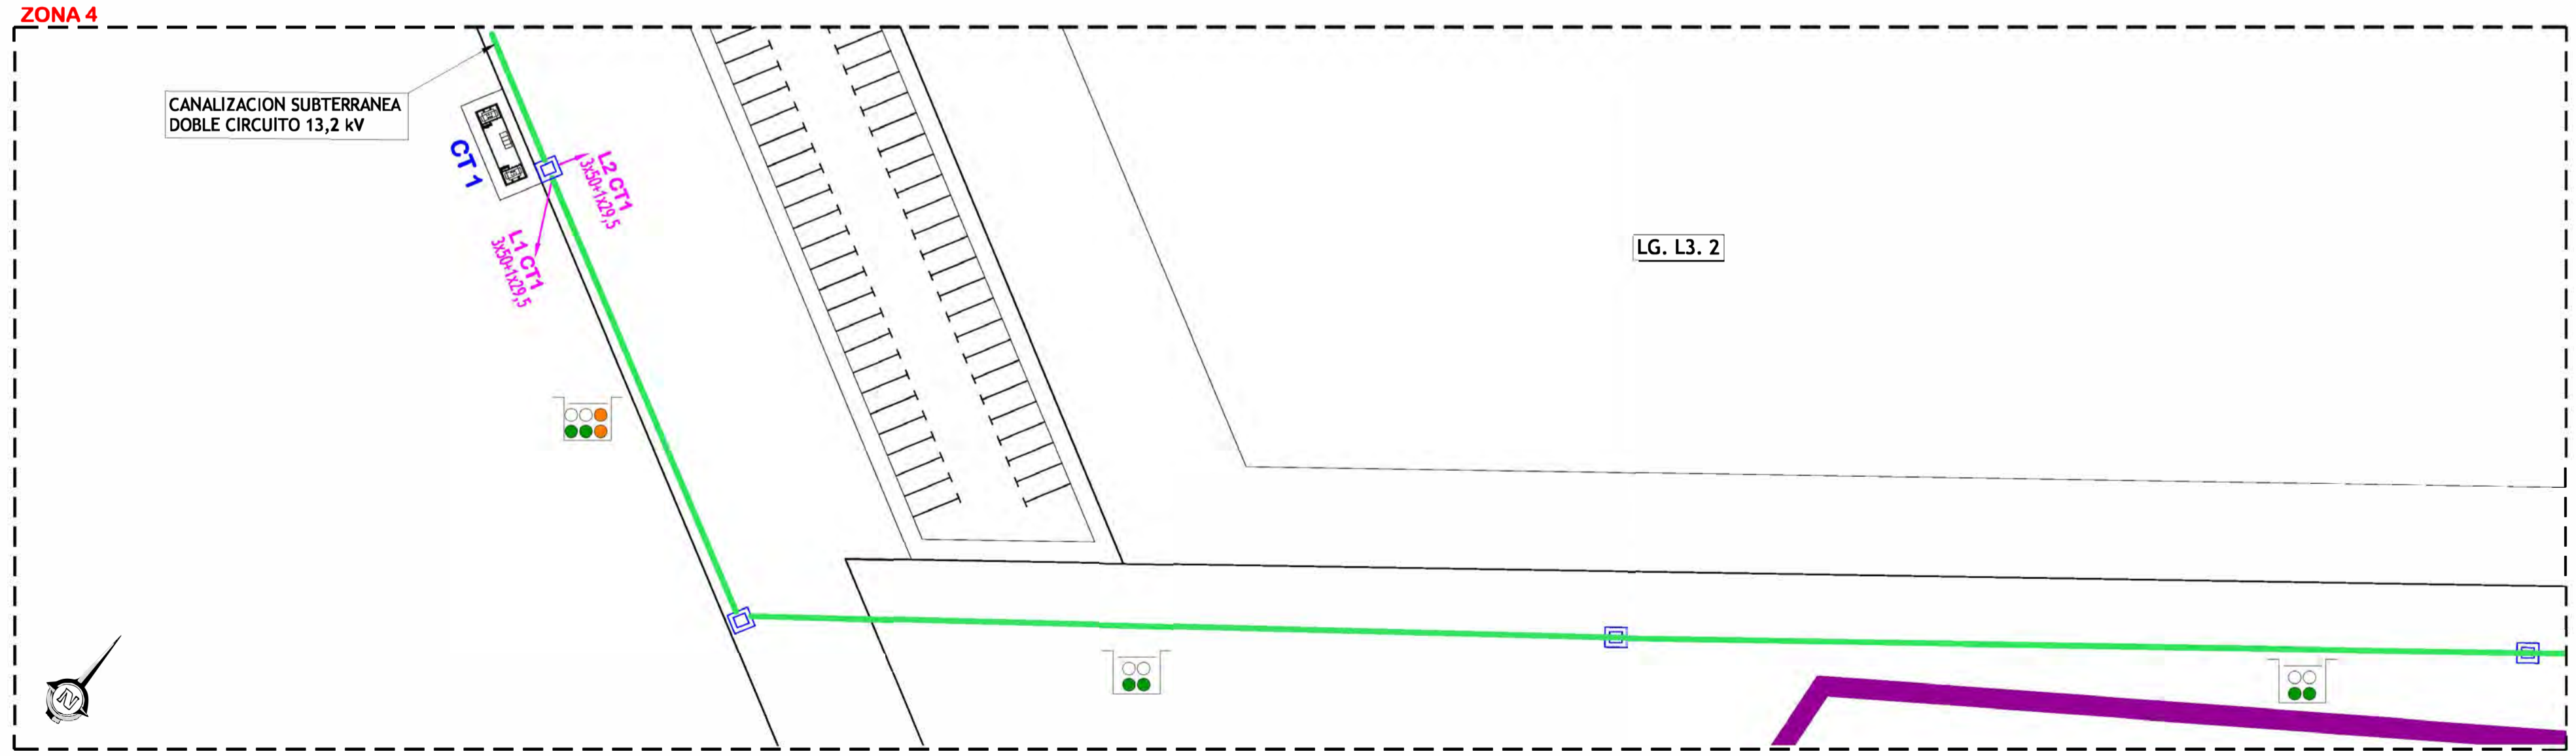 ZONA 4
CANALIZACION SUBTERRANEA
DOBLE CIRCUITO 13,2 kV
CT 1
L2 CT1
3x50+1x29,5
L1 CT1
3x50+1x29,5
LG. L3. 2
N